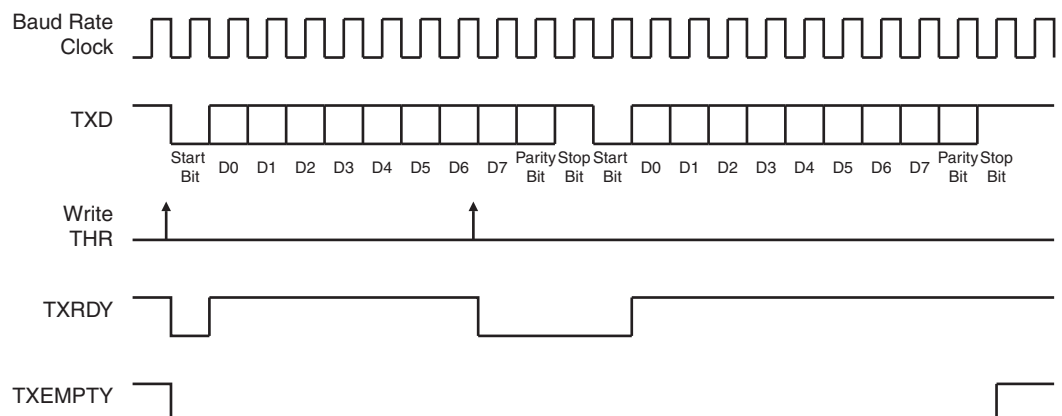 Baud Rate
Clock
TXD
Start
Bit
D0 D1 D2 D3 D4 D5 D6 D7
Parity
Bit
Stop
Bit
Start
Bit
D0 D1 D2 D3 D4 D5 D6 D7
Parity
Bit
Stop
Bit
Write
THR
TXRDY
TXEMPTY